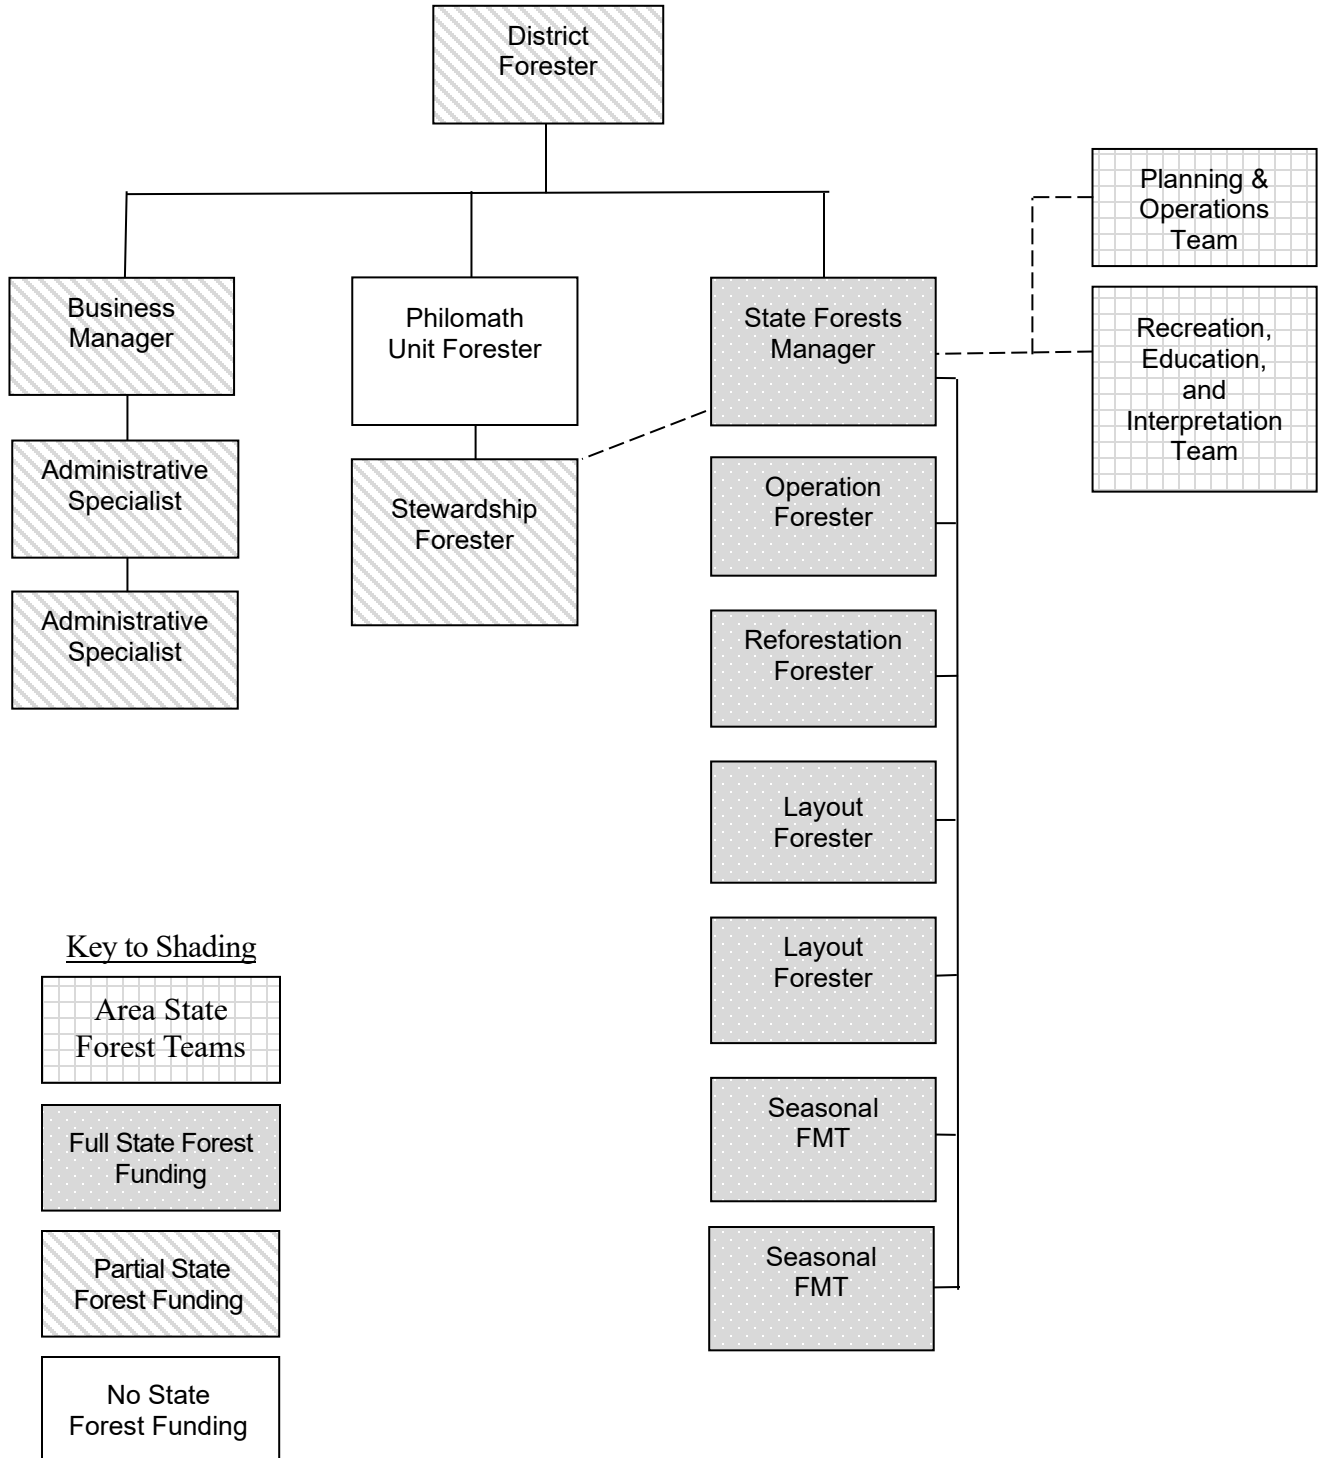 District
Forester
Planning &
Operations
Team
Business
Manager
Philomath
Unit Forester
State Forests
Manager
Recreation,
Education,
and
Interpretation
Team
Administrative
Specialist
Stewardship
Forester
Operation
Forester
Administrative
Specialist
Reforestation
Forester
Layout
Forester
Layout
Forester
Seasonal
FMT
Seasonal
FMT
Key to Shading
Area State
Forest Teams
Full State Forest
Funding
Partial State
Forest Funding
No State
Forest Funding